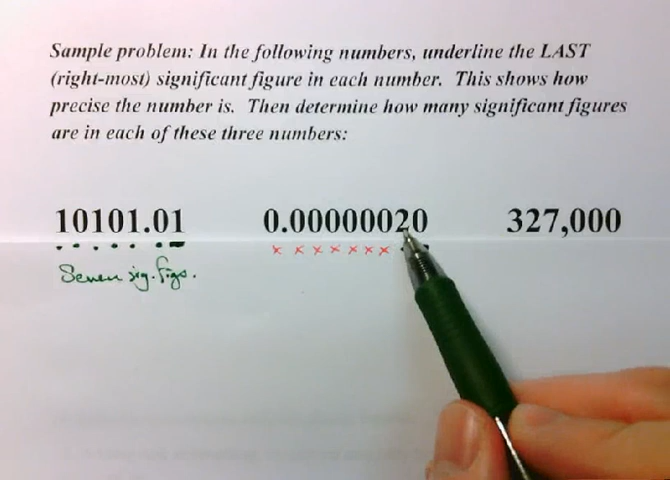 Sample problem: In the following numbers, underline the LAST
(right-most) significant figure in each number. This shows how
precise the number is. Then determine how many significant figures
are in each of these three numbers:
10101.01 0.00000020 327,000
x x x x x x x
Seven sig. figs.